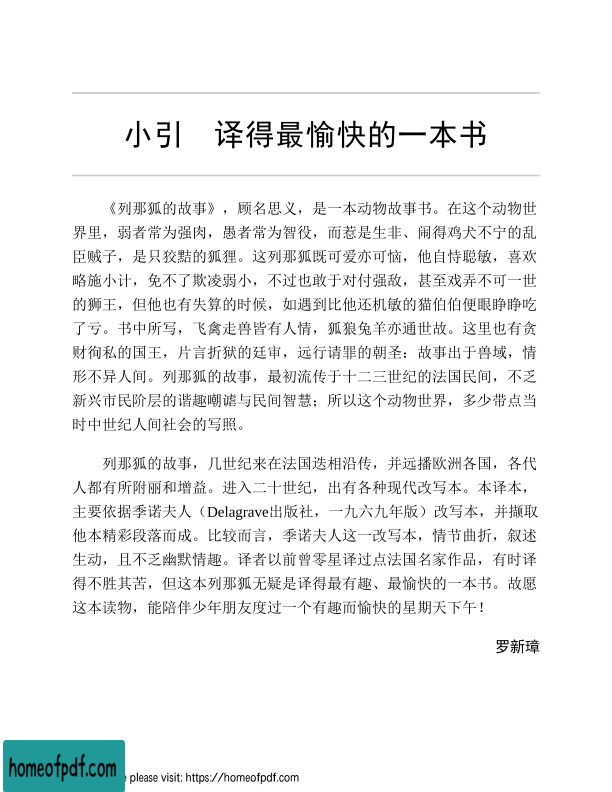 小引　译得最愉快的一本书
《列那狐的故事》，顾名思义，是一本动物故事书。在这个动物世
界里，弱者常为强肉，愚者常为智役，而惹是生非、闹得鸡犬不宁的乱
臣贼子，是只狡黠的狐狸。这列那狐既可爱亦可恼，他自恃聪敏，喜欢
略施小计，免不了欺凌弱小，不过也敢于对付强敌，甚至戏弄不可一世
的狮王，但他也有失算的时候，如遇到比他还机敏的猫伯伯便眼睁睁吃
了亏。书中所写，飞禽走兽皆有人情，狐狼兔羊亦通世故。这里也有贪
财徇私的国王，片言折狱的廷审，远行请罪的朝圣：故事出于兽域，情
形不异人间。列那狐的故事，最初流传于十二三世纪的法国民间，不乏
新兴市民阶层的谐趣嘲谑与民间智慧；所以这个动物世界，多少带点当
时中世纪人间社会的写照。
列那狐的故事，几世纪来在法国迭相沿传，并远播欧洲各国，各代
人都有所附丽和增益。进入二十世纪，出有各种现代改写本。本译本，
主要依据季诺夫人（Delagrave出版社，一九六九年版）改写本，并撷取
他本精彩段落而成。比较而言，季诺夫人这一改写本，情节曲折，叙述
生动，且不乏幽默情趣。译者以前曾零星译过点法国名家作品，有时译
得不胜其苦，但这本列那狐无疑是译得最有趣、最愉快的一本书。故愿
这本读物，能陪伴少年朋友度过一个有趣而愉快的星期天下午！
罗新璋
homeofpdf.com
e please visit: https://homeofpdf.com